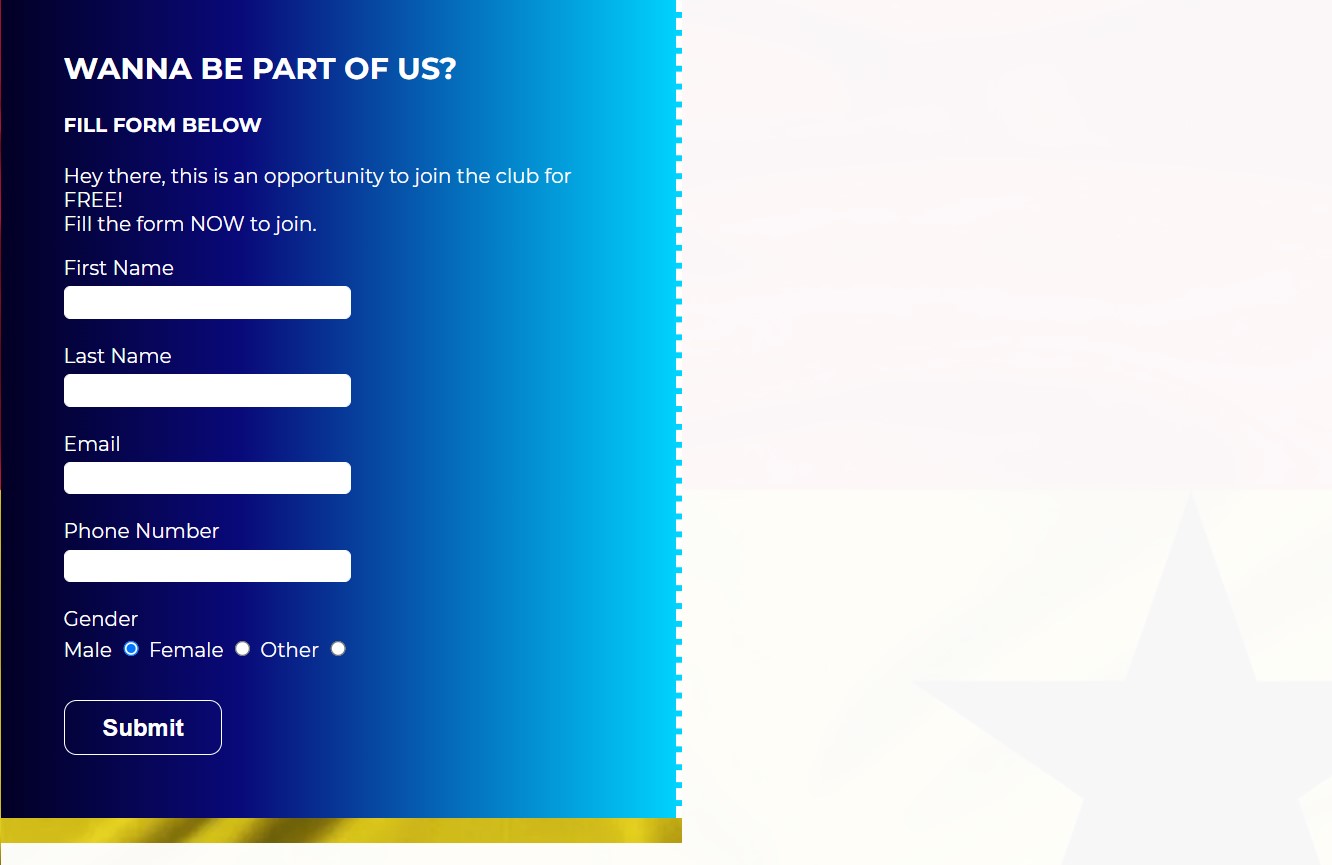 WANNA BE PART OF US?
FILL FORM BELOW
Hey there, this is an opportunity to join the club for
FREE!
Fill the form NOW to join.
First Name
Last Name
Email
Phone Number
Gender
Male Female Other
Submit